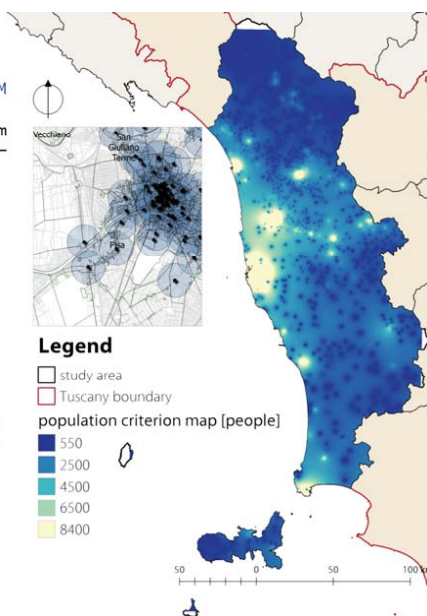 M
m
Vecchiano
San
Giuliano
Terme
Pisa
Legend
study area
Tuscany boundary
population criterion map [people]
550
2500
4500
6500
8400
50 0 50 100 k